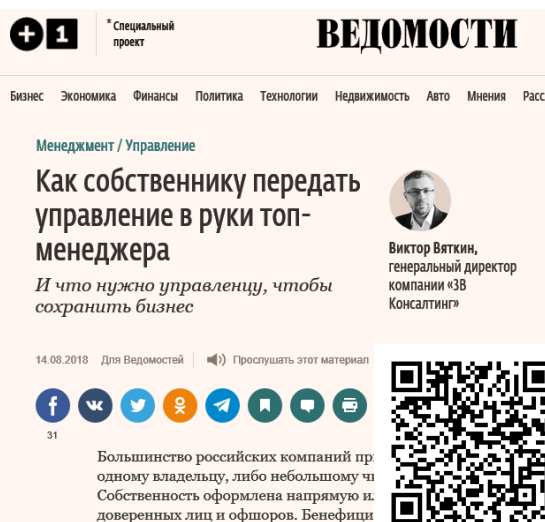 +1
* Специальный
проект
ВЕДОМОСТИ
Бизнес Экономика Финансы Политика Технологии Недвижимость Авто Мнения
Менеджмент / Управление
Как собственнику передать
управление в руки топ-
менеджера
И что нужно управленцу, чтобы
сохранить бизнес
Виктор Вяткин,
генеральный директор
компании «3В
Консалтинг»
14.08.2018 Для Ведомостей Прослушать этот материал
31
Большинство российских компаний
одному владельцу, либо небольшому
Собственность оформлена напрямую
доверенных лиц и офшоров.